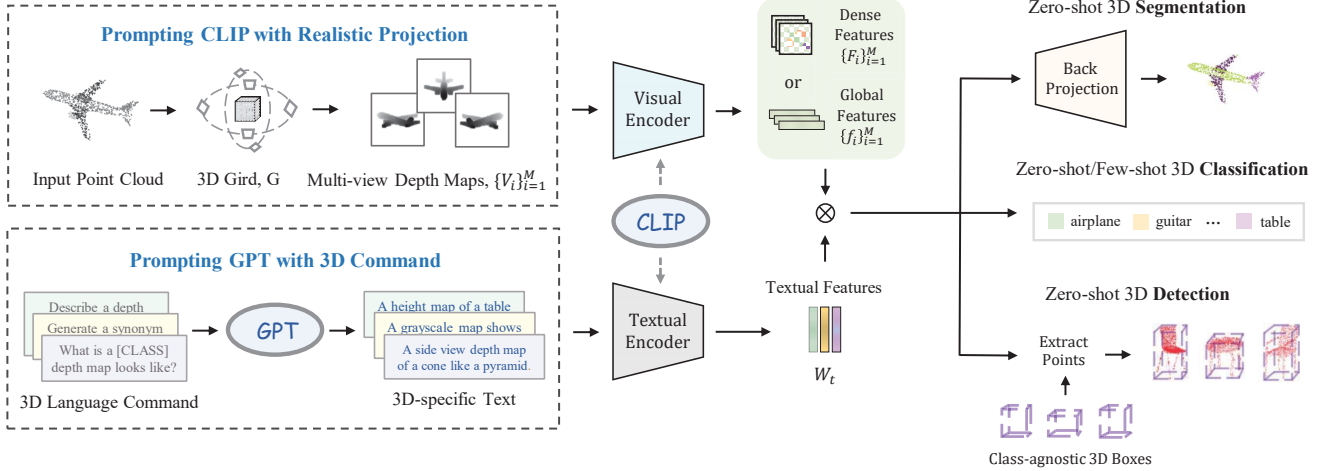 Prompting CLIP with Realistic Projection
Input Point Cloud
3D Gird, G
Multi-view Depth Maps, {V_i}_{i=1}^M
Prompting GPT with 3D Command
Describe a depth
Generate a synonym
What is a [CLASS]
depth map looks like?
3D Language Command
GPT
A height map of a table
A grayscale map shows
A side view depth map
of a cone like a pyramid.
3D-specific Text
Visual
Encoder
CLIP
Textual
Encoder
Dense
Features
{F_i}_{i=1}^M
or
Global
Features
{f_i}_{i=1}^M
⊗
Textual Features
W_t
Zero-shot 3D Segmentation
Back
Projection
Zero-shot/Few-shot 3D Classification
airplane guitar ... table
Zero-shot 3D Detection
Extract
Points
Class-agnostic 3D Boxes